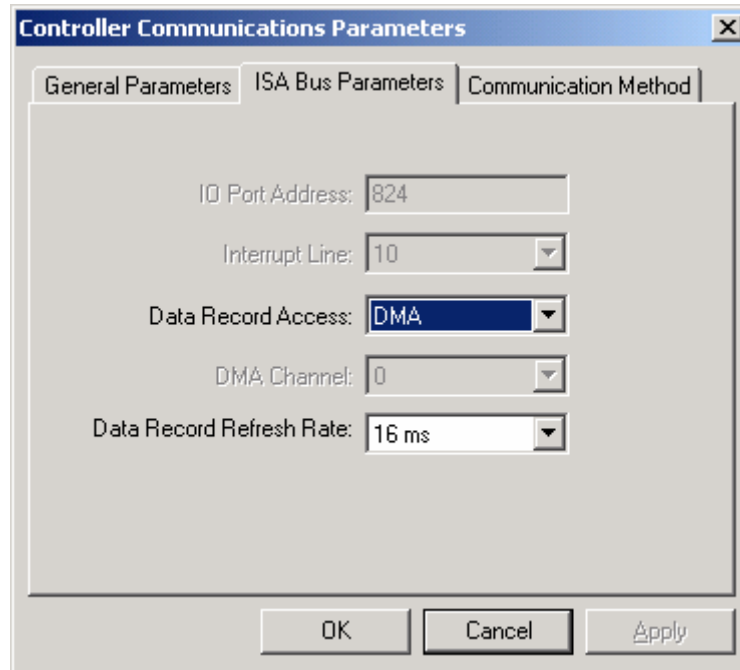 Controller Communications Parameters
General Parameters ISA Bus Parameters Communication Method
IO Port Address: 824
Interrupt Line: 10
Data Record Access: DMA
DMA Channel: 0
Data Record Refresh Rate: 16 ms
OK Cancel Apply